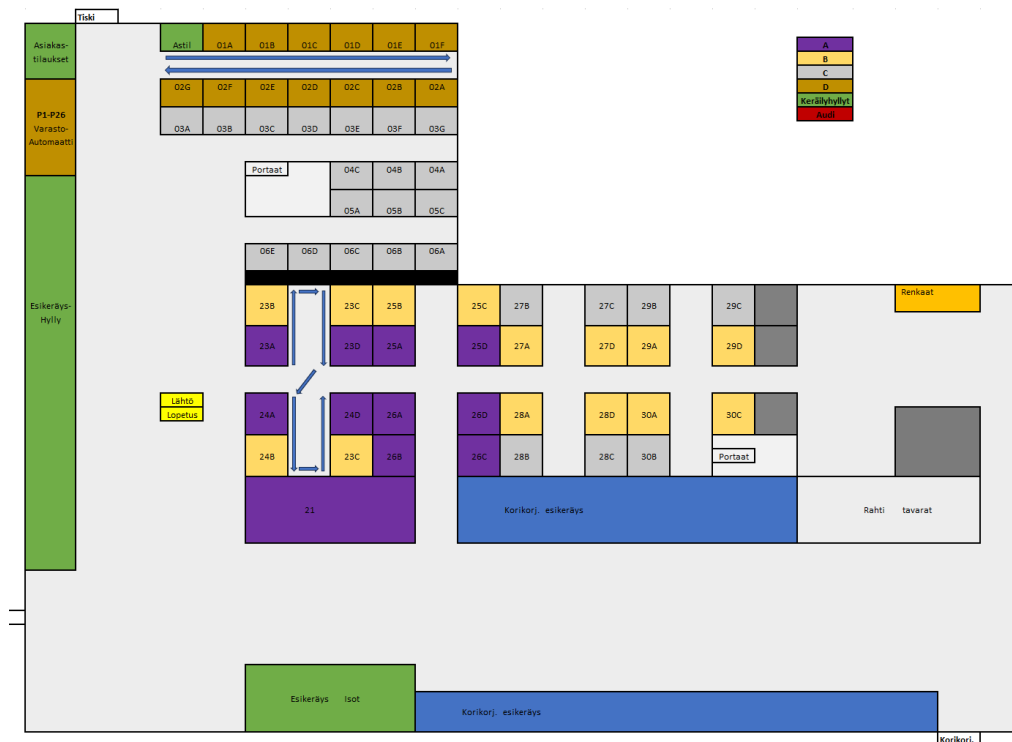 Tiski
Asiakas-
tilaukset
Astil 01A 01B 01C 01D 01E 01F
A
B
C
D
Keräilyhyllyt
Audi
02G 02F 02E 02D 02C 02B 02A
P1-P26
Varasto-
Automaatti
03A 03B 03C 03D 03E 03F 03G
Portaat 04C 04B 04A
05A 05B 05C
06E 06D 06C 06B 06A
Esikeräys-
Hylly
23B 23C 25B 25C 27B 27C 29B 29C Renkaat
23A 23D 25A 25D 27A 27D 29A 29D
Lähtö
Lopetus
24A 24D 26A 26D 28A 28D 30A 30C
24B 23C 26B 26C 28B 28C 30B Portaat
21 Korikorj. esikeräys Rahti tavarat
Esikeräys Isot
Korikorj. esikeräys
Korikorj.